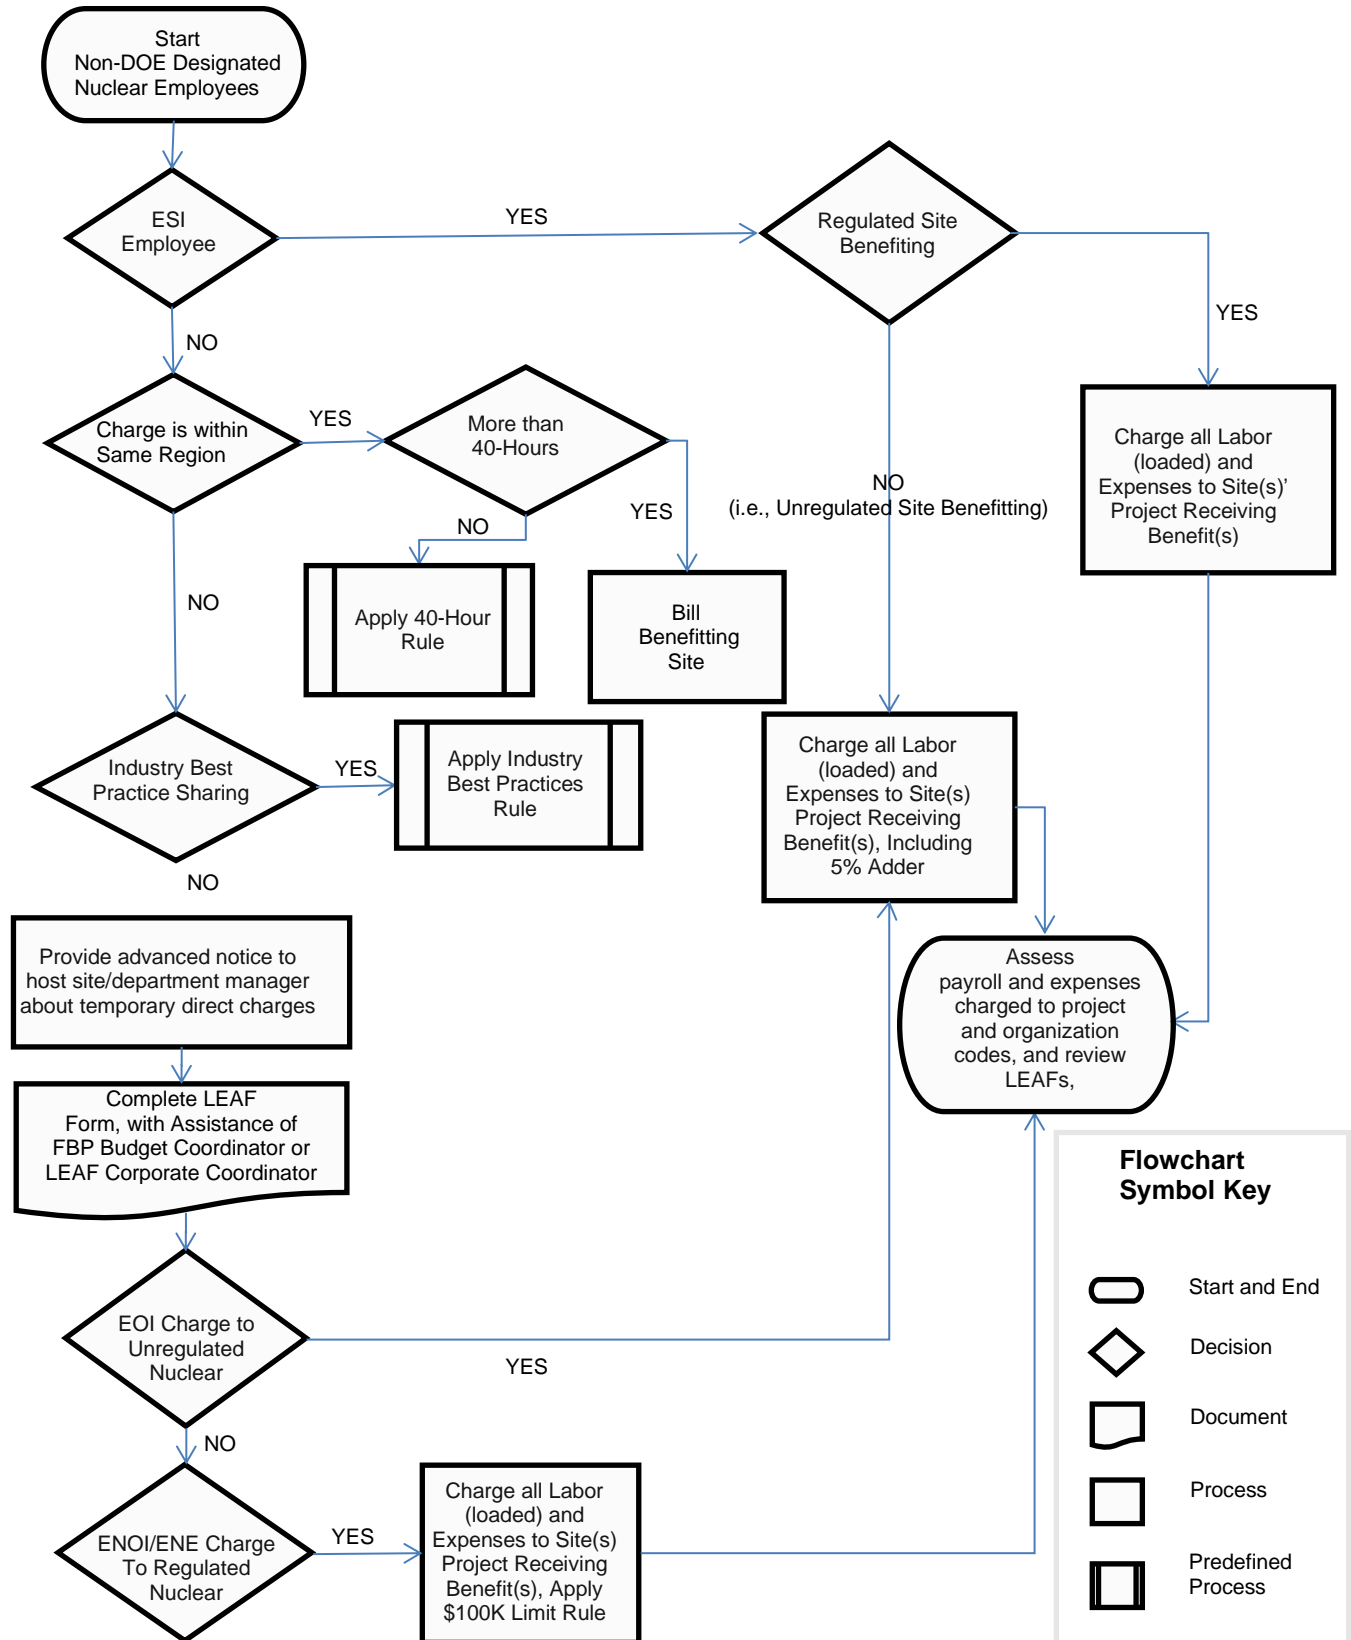 Start
Non-DOE Designated
Nuclear Employees
ESI
Employee
YES
Regulated Site
Benefiting
YES
NO
Charge is within
Same Region
YES
More than
40-Hours
Charge all Labor
(loaded) and
Expenses to Site(s)’
Project Receiving
Benefit(s)
NO
(i.e., Unregulated Site Benefitting)
YES
NO
Apply 40-Hour
Rule
Bill
Benefitting
Site
NO
Industry Best
Practice Sharing
YES
Apply Industry
Best Practices
Rule
Charge all Labor
(loaded) and
Expenses to Site(s)
Project Receiving
Benefit(s), Including
5% Adder
NO
Provide advanced notice to
host site/department manager
about temporary direct charges
Assess
payroll and expenses
charged to project
and organization
codes, and review
LEAFs,
Complete LEAF
Form, with Assistance of
FBP Budget Coordinator or
LEAF Corporate Coordinator
EOI Charge to
Unregulated
Nuclear
YES
NO
ENOI/ENE Charge
To Regulated
Nuclear
YES
Charge all Labor
(loaded) and
Expenses to Site(s)
Project Receiving
Benefit(s), Apply
$100K Limit Rule
Flowchart
Symbol Key
Start and End
Decision
Document
Process
Predefined
Process